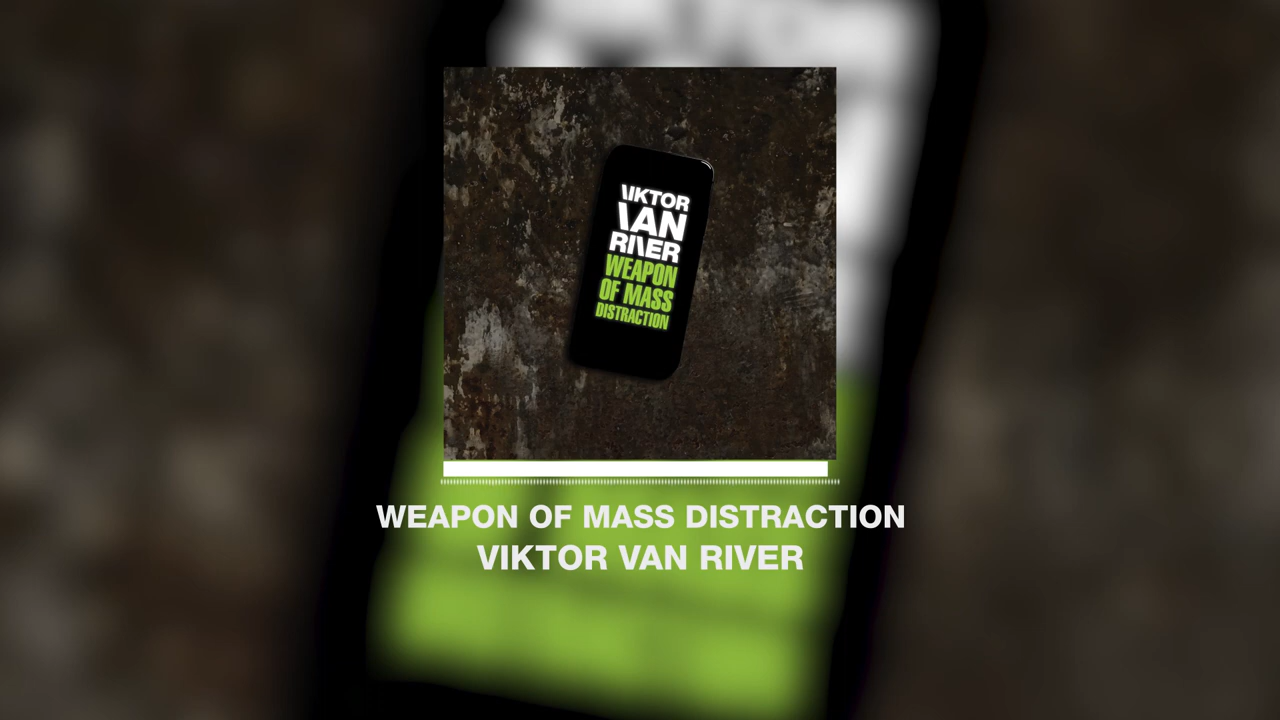 VIKTOR
VAN
RIVER
WEAPON
OF MASS
DISTRACTION
WEAPON OF MASS DISTRACTION
VIKTOR VAN RIVER